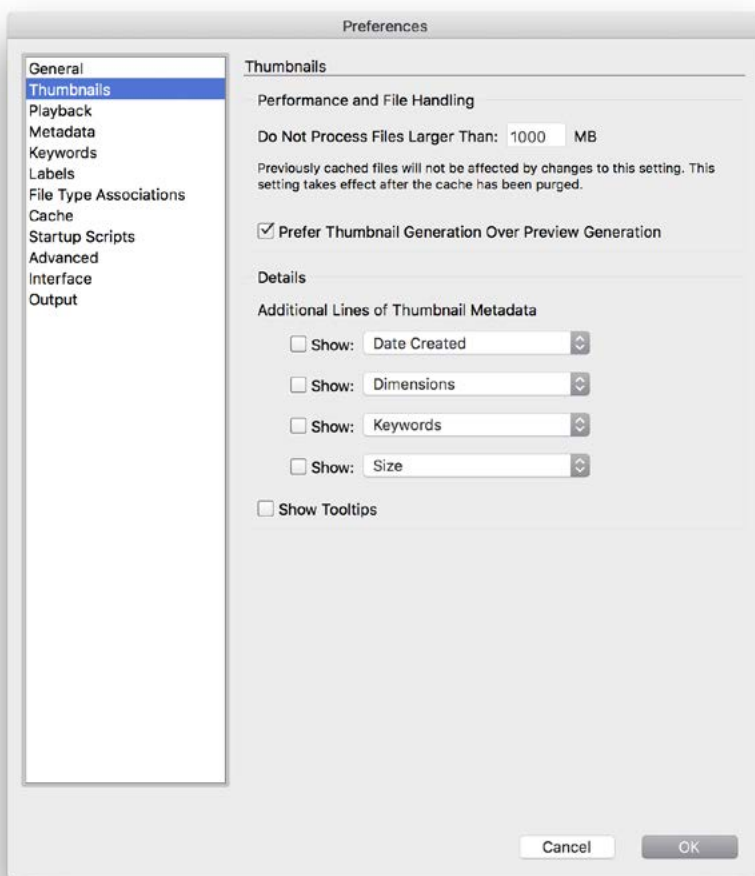 Preferences
General
Thumbnails
Playback
Metadata
Keywords
Labels
File Type Associations
Cache
Startup Scripts
Advanced
Interface
Output
Thumbnails
Performance and File Handling
Do Not Process Files Larger Than: 1000 MB
Previously cached files will not be affected by changes to this setting. This
setting takes effect after the cache has been purged.
Prefer Thumbnail Generation Over Preview Generation
Details
Additional Lines of Thumbnail Metadata
Show: Date Created
Show: Dimensions
Show: Keywords
Show: Size
Show Tooltips
Cancel OK